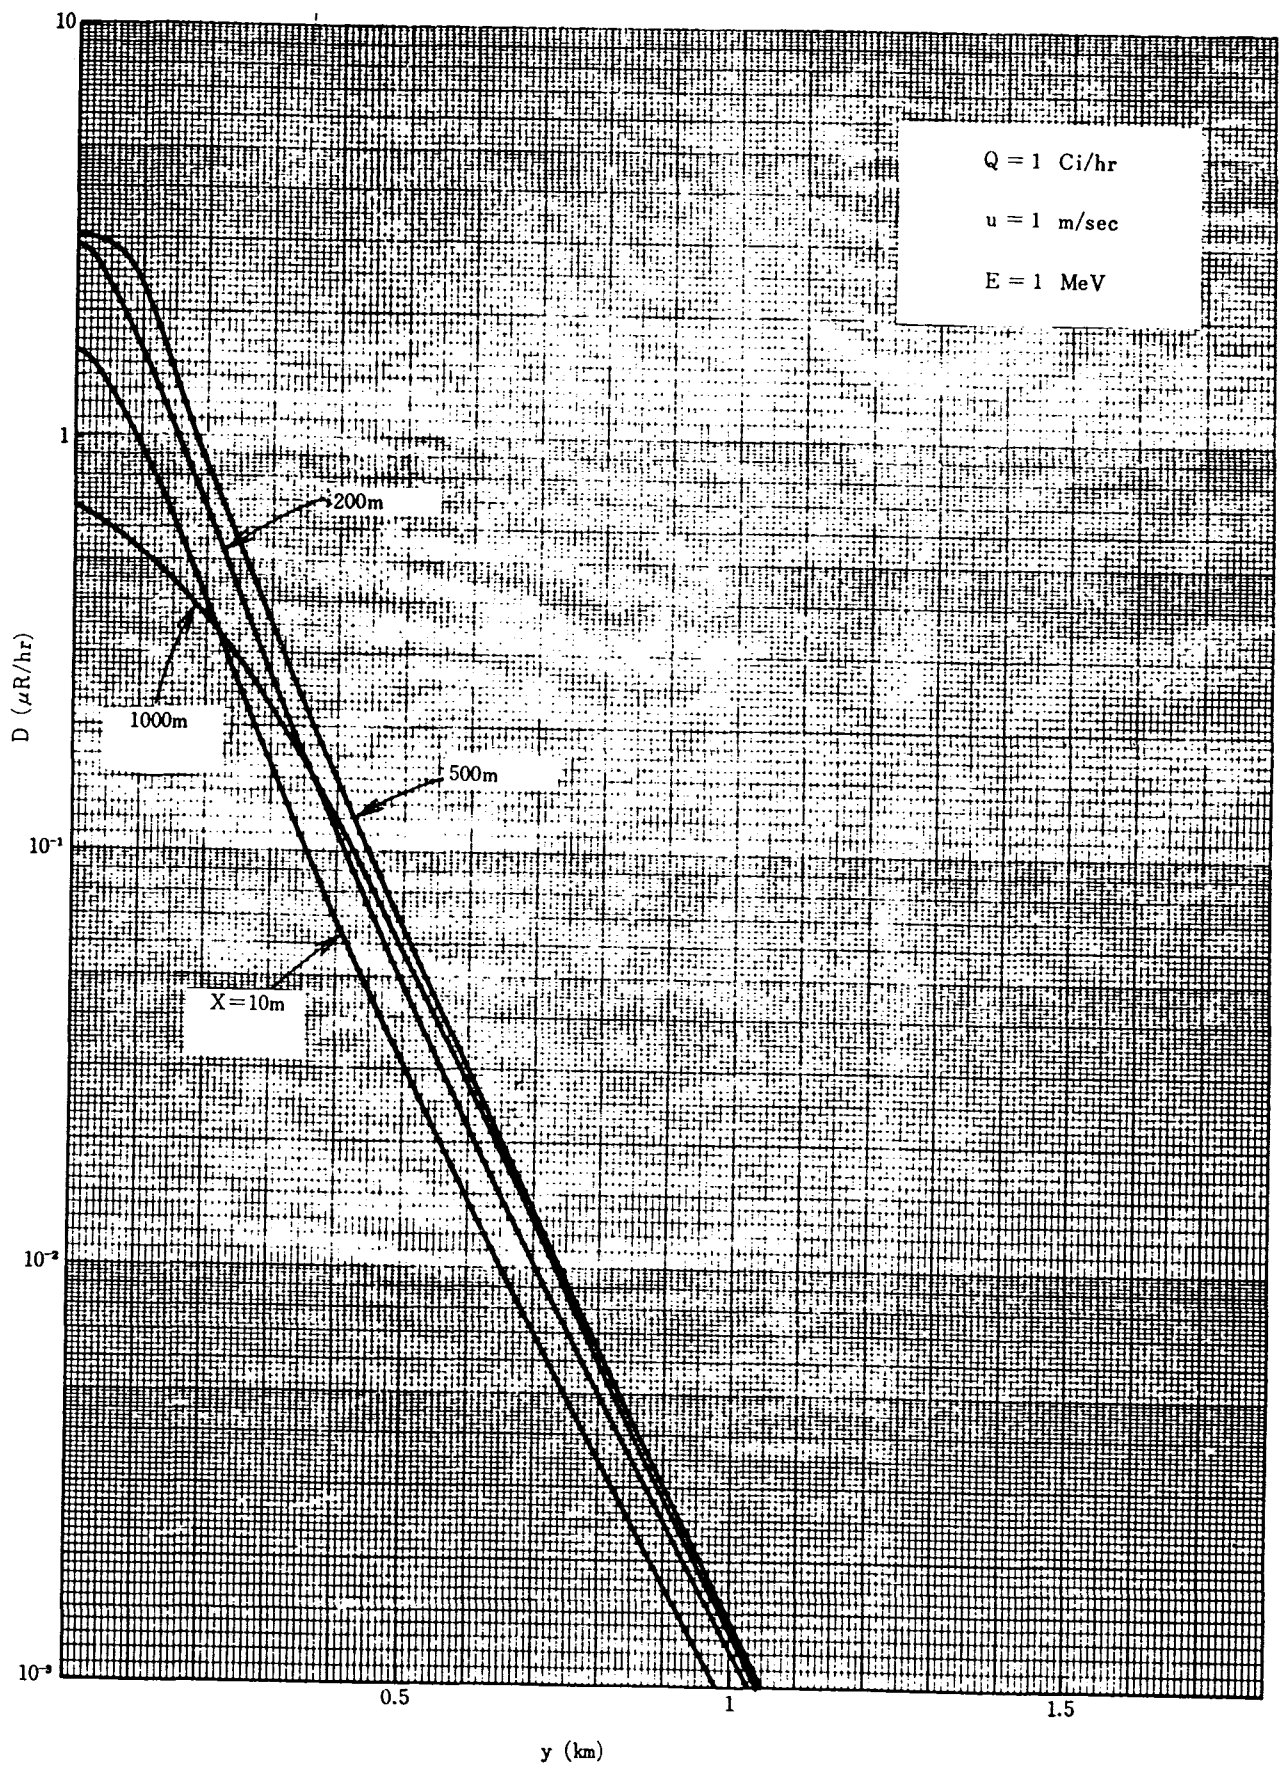 10
Q = 1 Ci/hr
u = 1 m/sec
E = 1 MeV
1
200m
D (μR/hr)
1000m
500m
10⁻¹
X=10m
10⁻²
10⁻³
0.5
1
1.5
y (km)